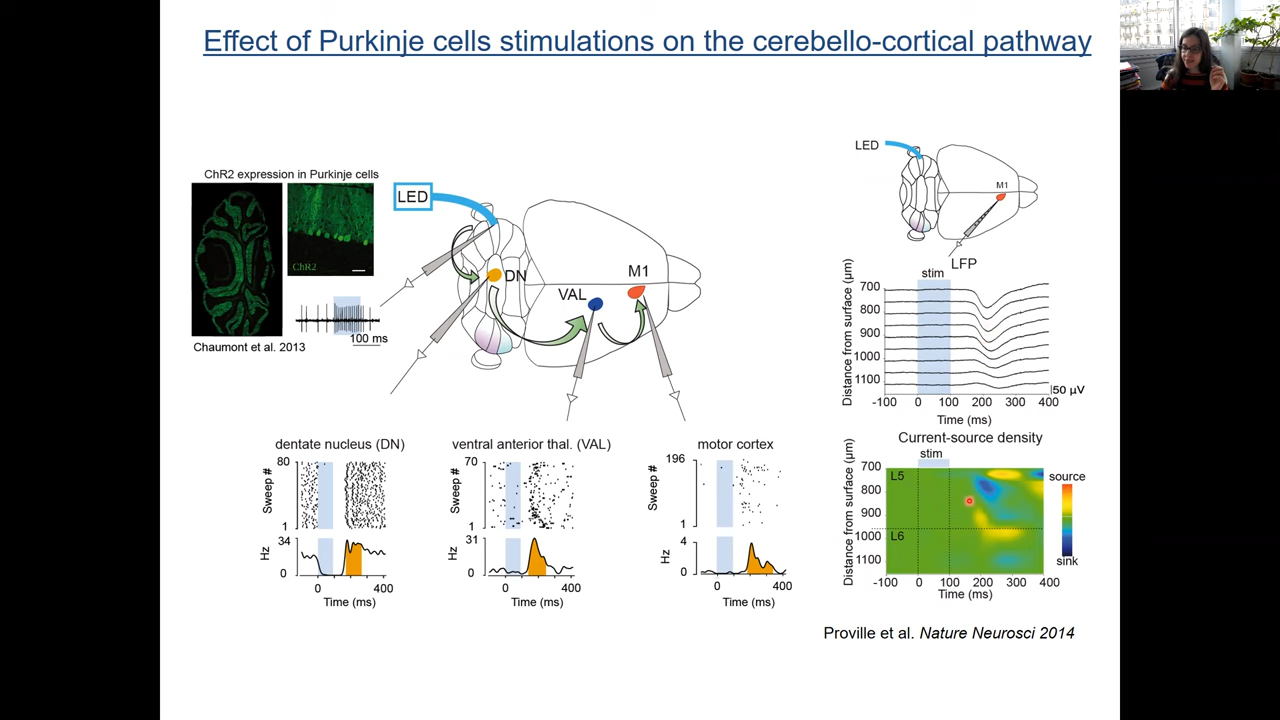 Effect of Purkinje cells stimulations on the cerebello-cortical pathway
ChR2 expression in Purkinje cells
ChR2
100 ms
Chaumont et al. 2013
LED
DN
VAL
M1
LED
M1
LFP
stim
Distance from surface (µm)
700
800
900
1000
1100
50 µV
-100 0 100 200 300 400
Time (ms)
Current-source density
stim
Distance from surface (µm)
700
800
900
1000
1100
L5
L6
source
sink
-100 0 100 200 300 400
Time (ms)
dentate nucleus (DN)
80
Sweep #
1
34
Hz
0
0 400
Time (ms)
ventral anterior thal. (VAL)
70
Sweep #
1
31
Hz
0
0 400
Time (ms)
motor cortex
196
Sweep #
1
4
Hz
0
0 400
Time (ms)
Proville et al. Nature Neurosci 2014